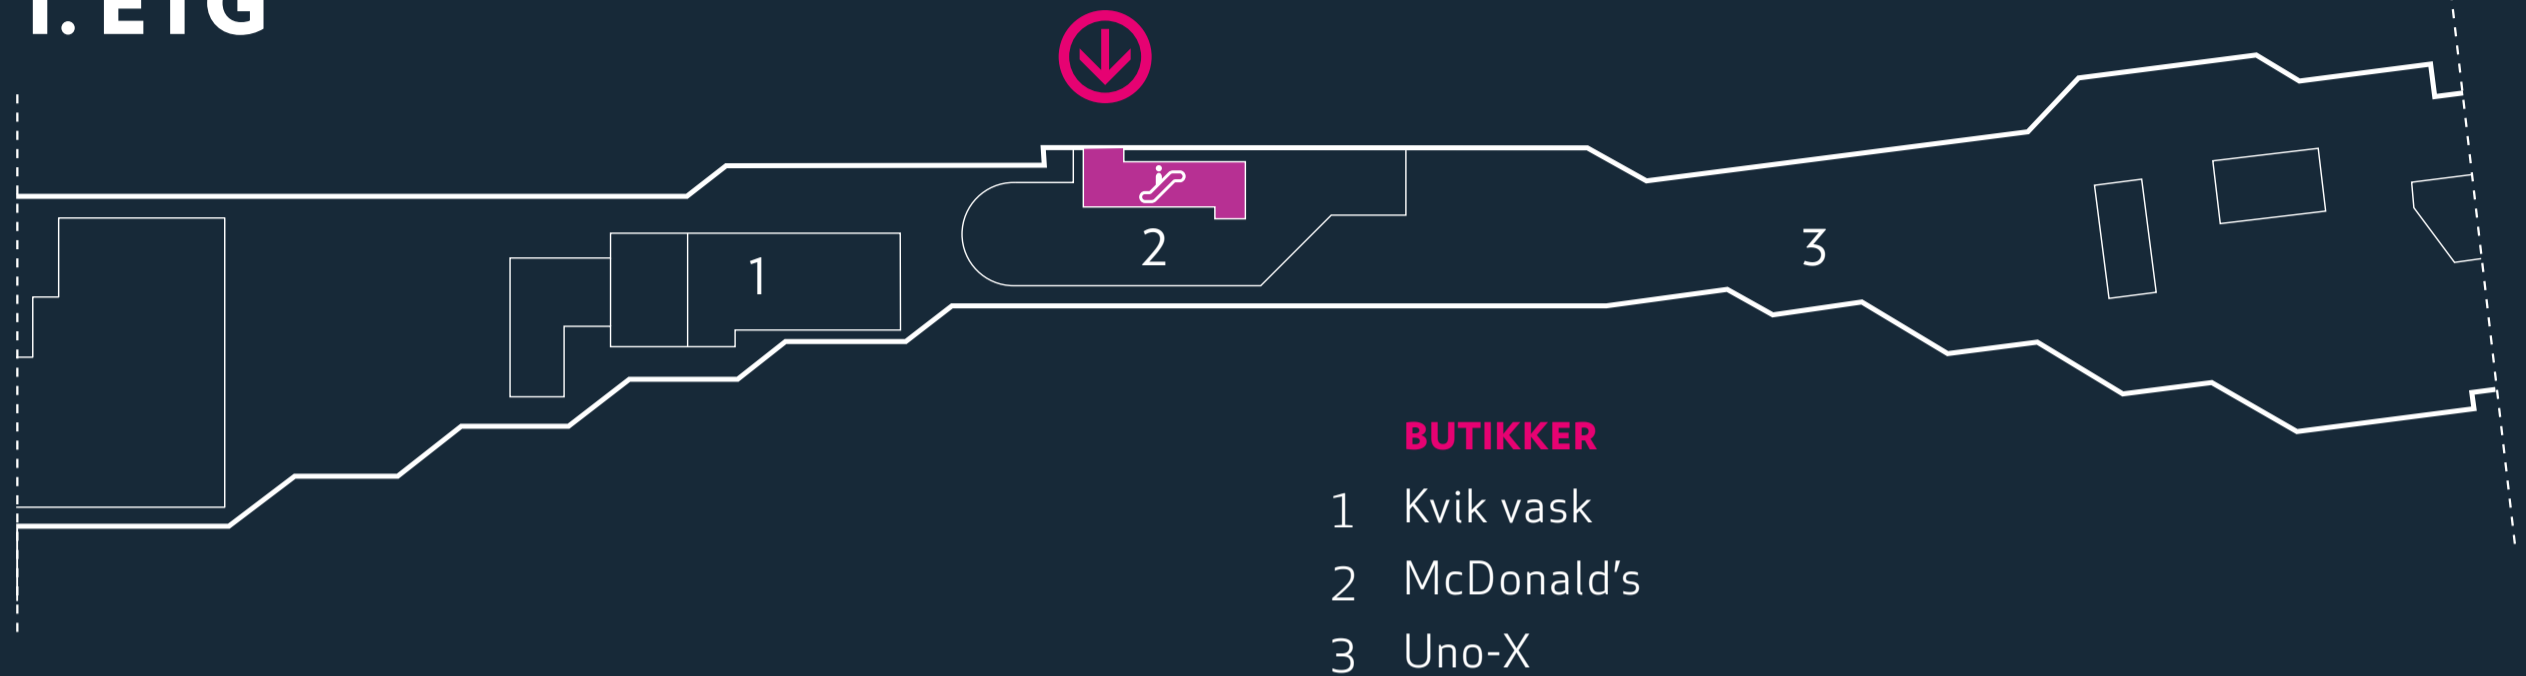 1. ETG
1
2
3
BUTIKKER
1 Kvik vask
2 McDonald’s
3 Uno-X